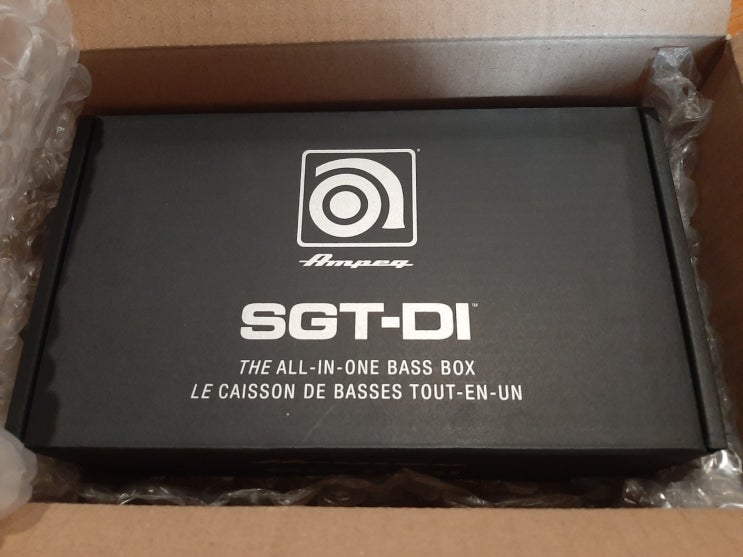 Ampeg
SGT-DI™
THE ALL-IN-ONE BASS BOX
LE CAISSON DE BASSES TOUT-EN-UN